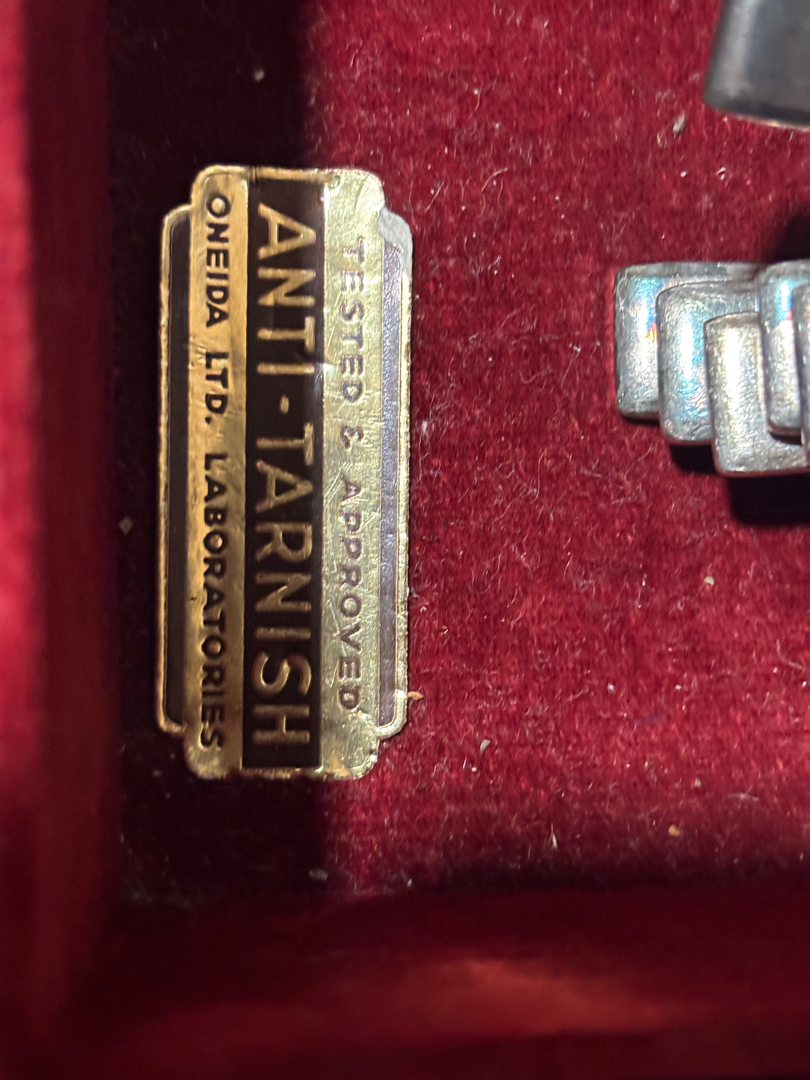 TESTED & APPROVED
ANTI-TARNISH
ONEIDA LTD. LABORATORIES